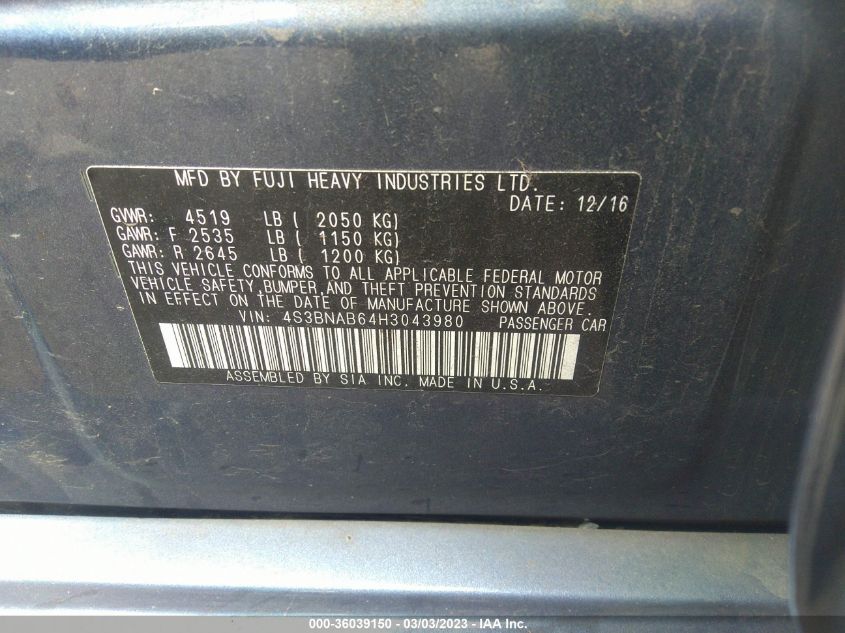 MFD BY FUJI HEAVY INDUSTRIES LTD.
DATE: 12/16
GVWR: 4519 LB ( 2050 KG)
GAWR: F 2535 LB ( 1150 KG)
GAWR: R 2645 LB ( 1200 KG)
THIS VEHICLE CONFORMS TO ALL APPLICABLE FEDERAL MOTOR
VEHICLE SAFETY, BUMPER, AND THEFT PREVENTION STANDARDS
IN EFFECT ON THE DATE OF MANUFACTURE SHOWN ABOVE.
VIN: 4S3BNAB64H3043980 PASSENGER CAR
ASSEMBLED BY SIA INC. MADE IN U.S.A.
000-36039150 — 03/03/2023 — IAA Inc.